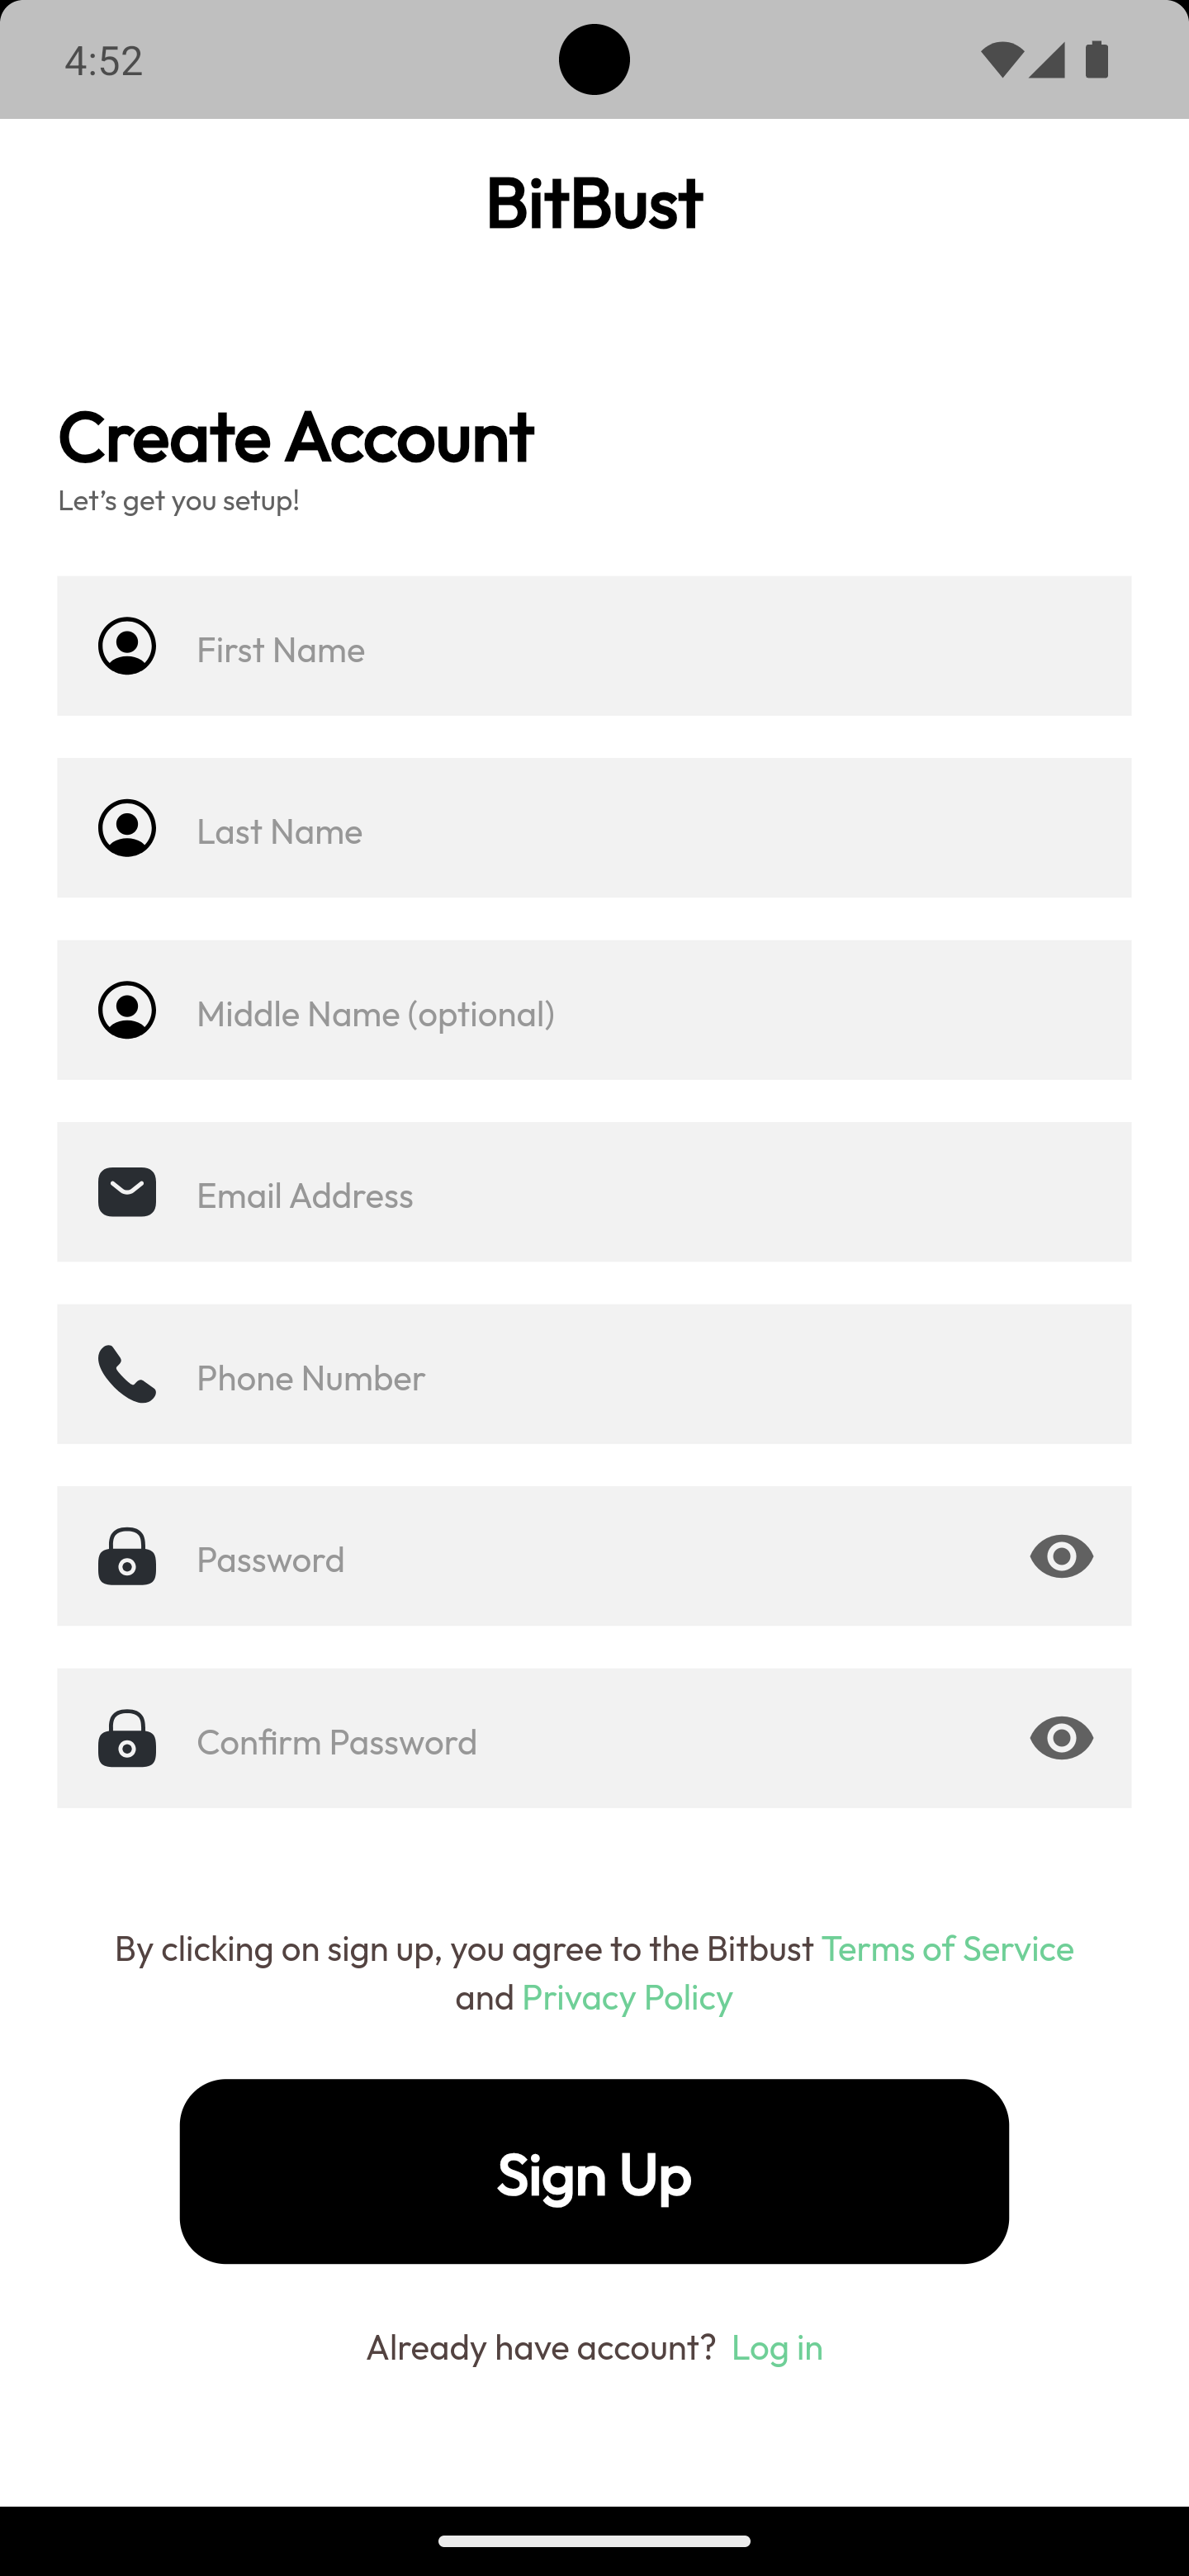 4:52
BitBust
Create Account
Let’s get you setup!
First Name
Last Name
Middle Name (optional)
Email Address
Phone Number
Password
Confirm Password
By clicking on sign up, you agree to the Bitbust Terms of Service
and Privacy Policy
Sign Up
Already have account? Log in